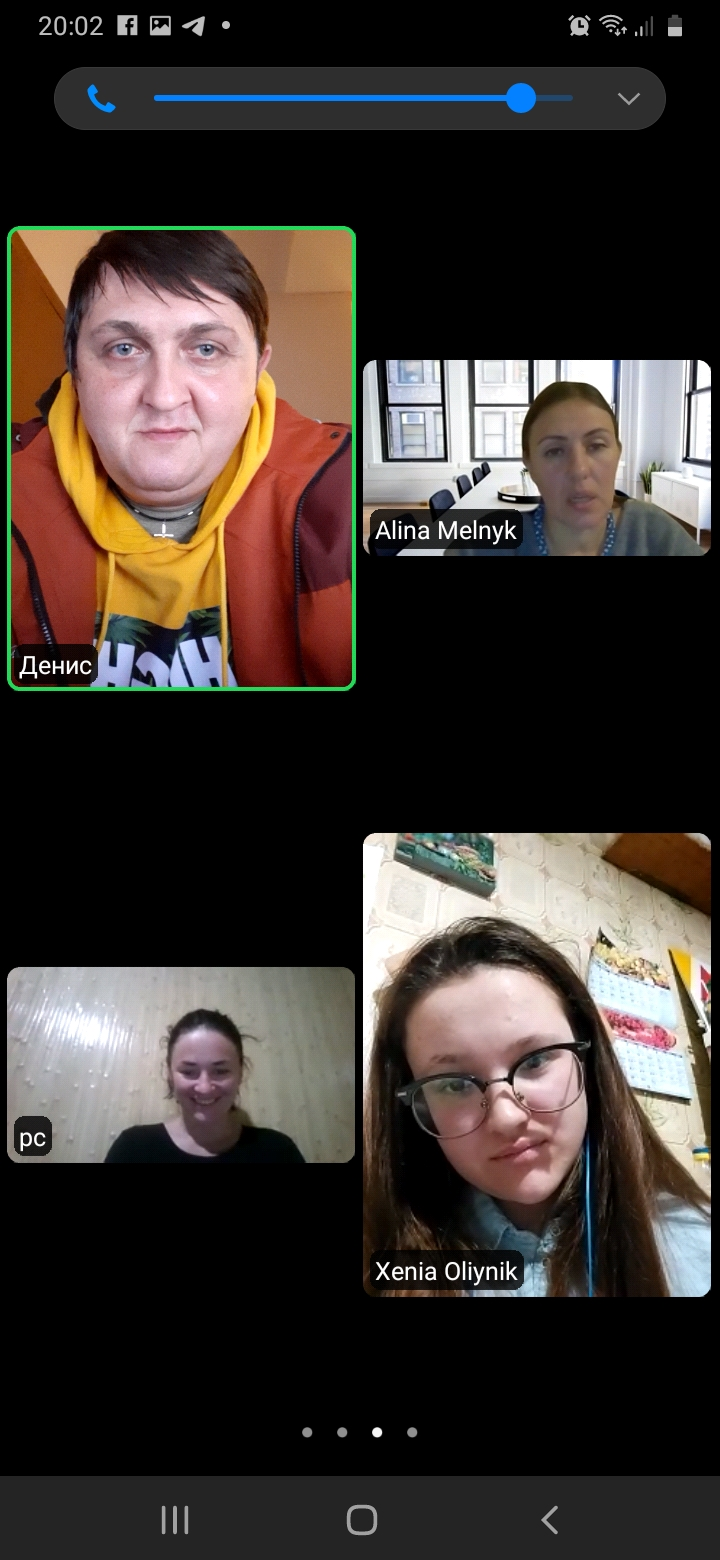 20:02
Денис
Alina Melnyk
pc
Xenia Oliynik